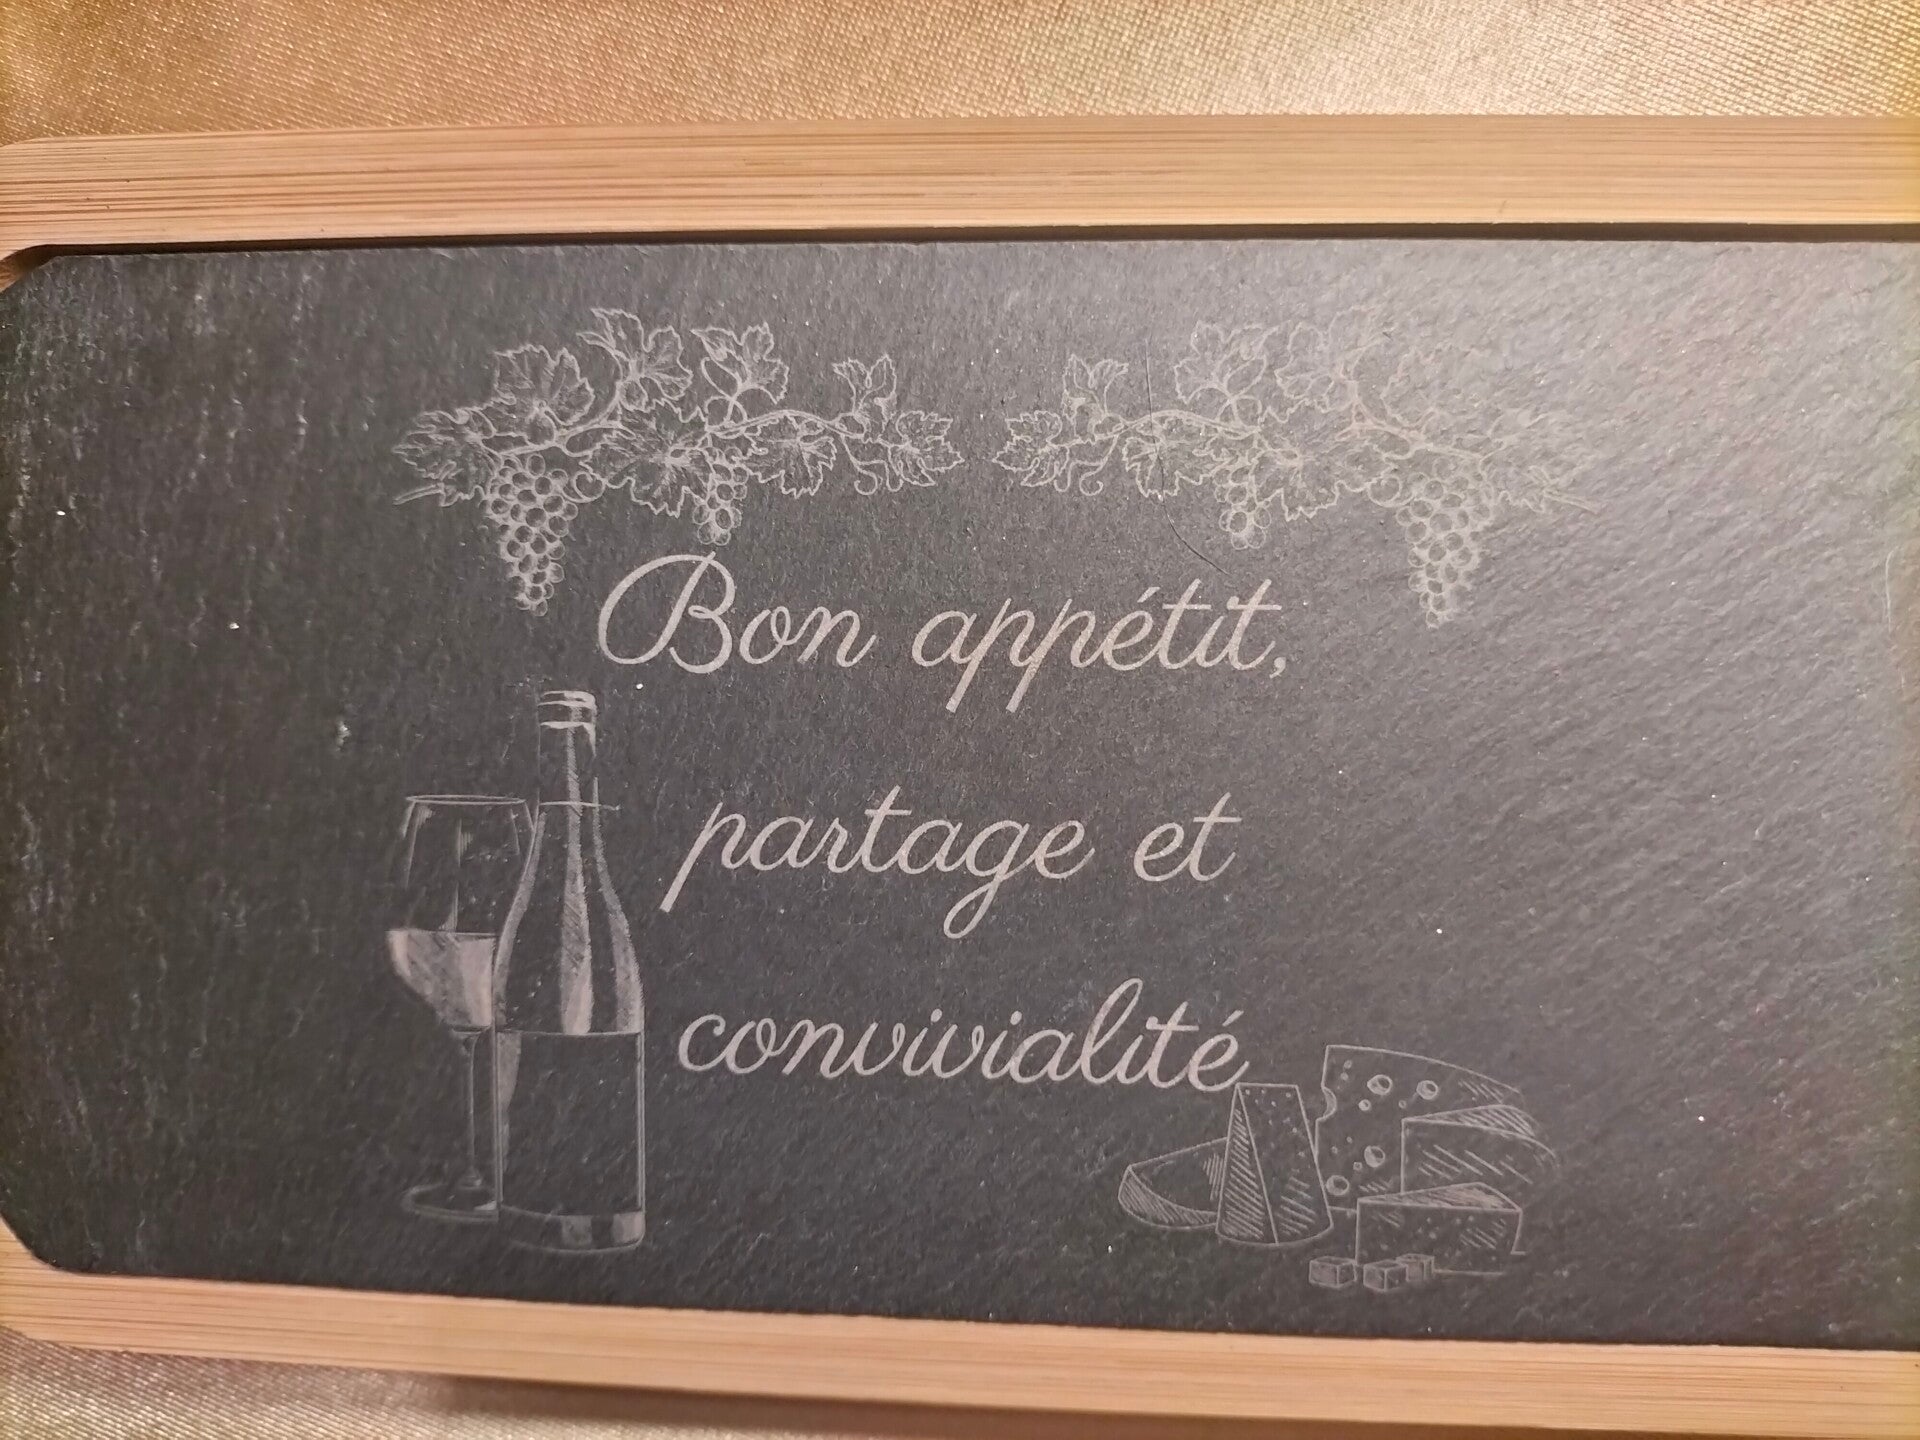 Bon appétit,
partage et
convivialité